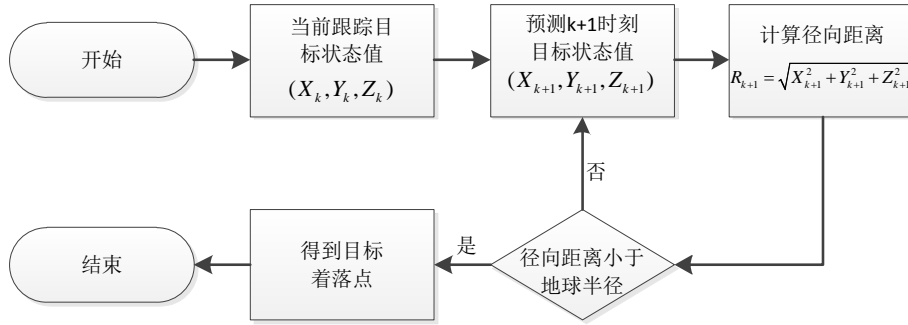 开始
当前跟踪目
标状态值
(X_k, Y_k, Z_k)
预测k+1时刻
目标状态值
(X_{k+1}, Y_{k+1}, Z_{k+1})
计算径向距离
R_{k+1} = \sqrt{X_{k+1}^2 + Y_{k+1}^2 + Z_{k+1}^2}
否
径向距离小于
地球半径
是
得到目标
着落点
结束